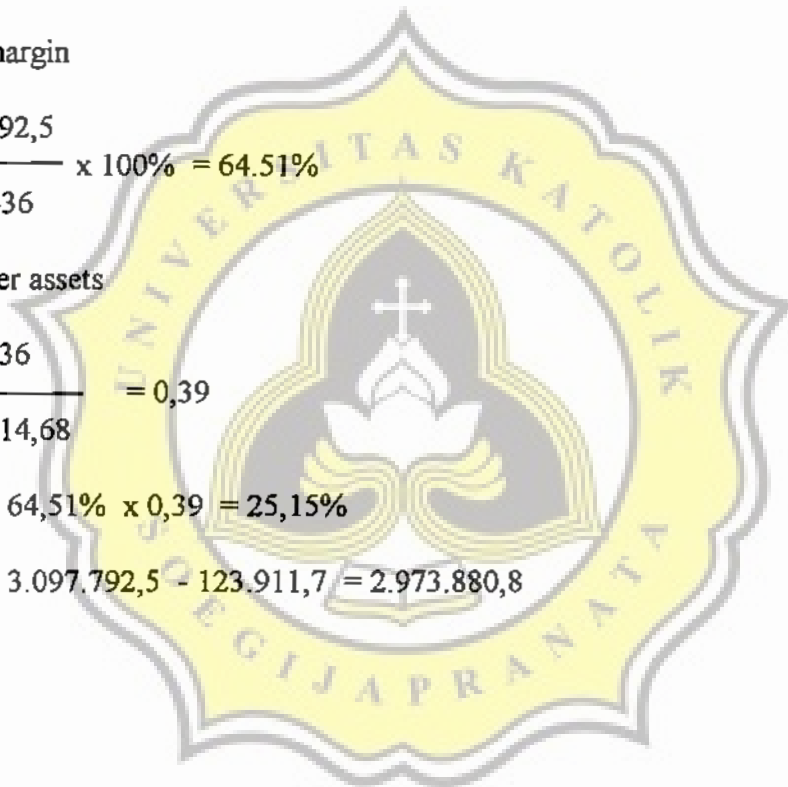 margin
92,5
x 100% = 64.51%
36
er assets
36
= 0,39
14,68
64,51% x 0,39 = 25,15%
3.097.792,5 - 123.911,7 = 2.973.880,8
UNIVERSITAS KATOLIK
SOEGIJAPRANATA